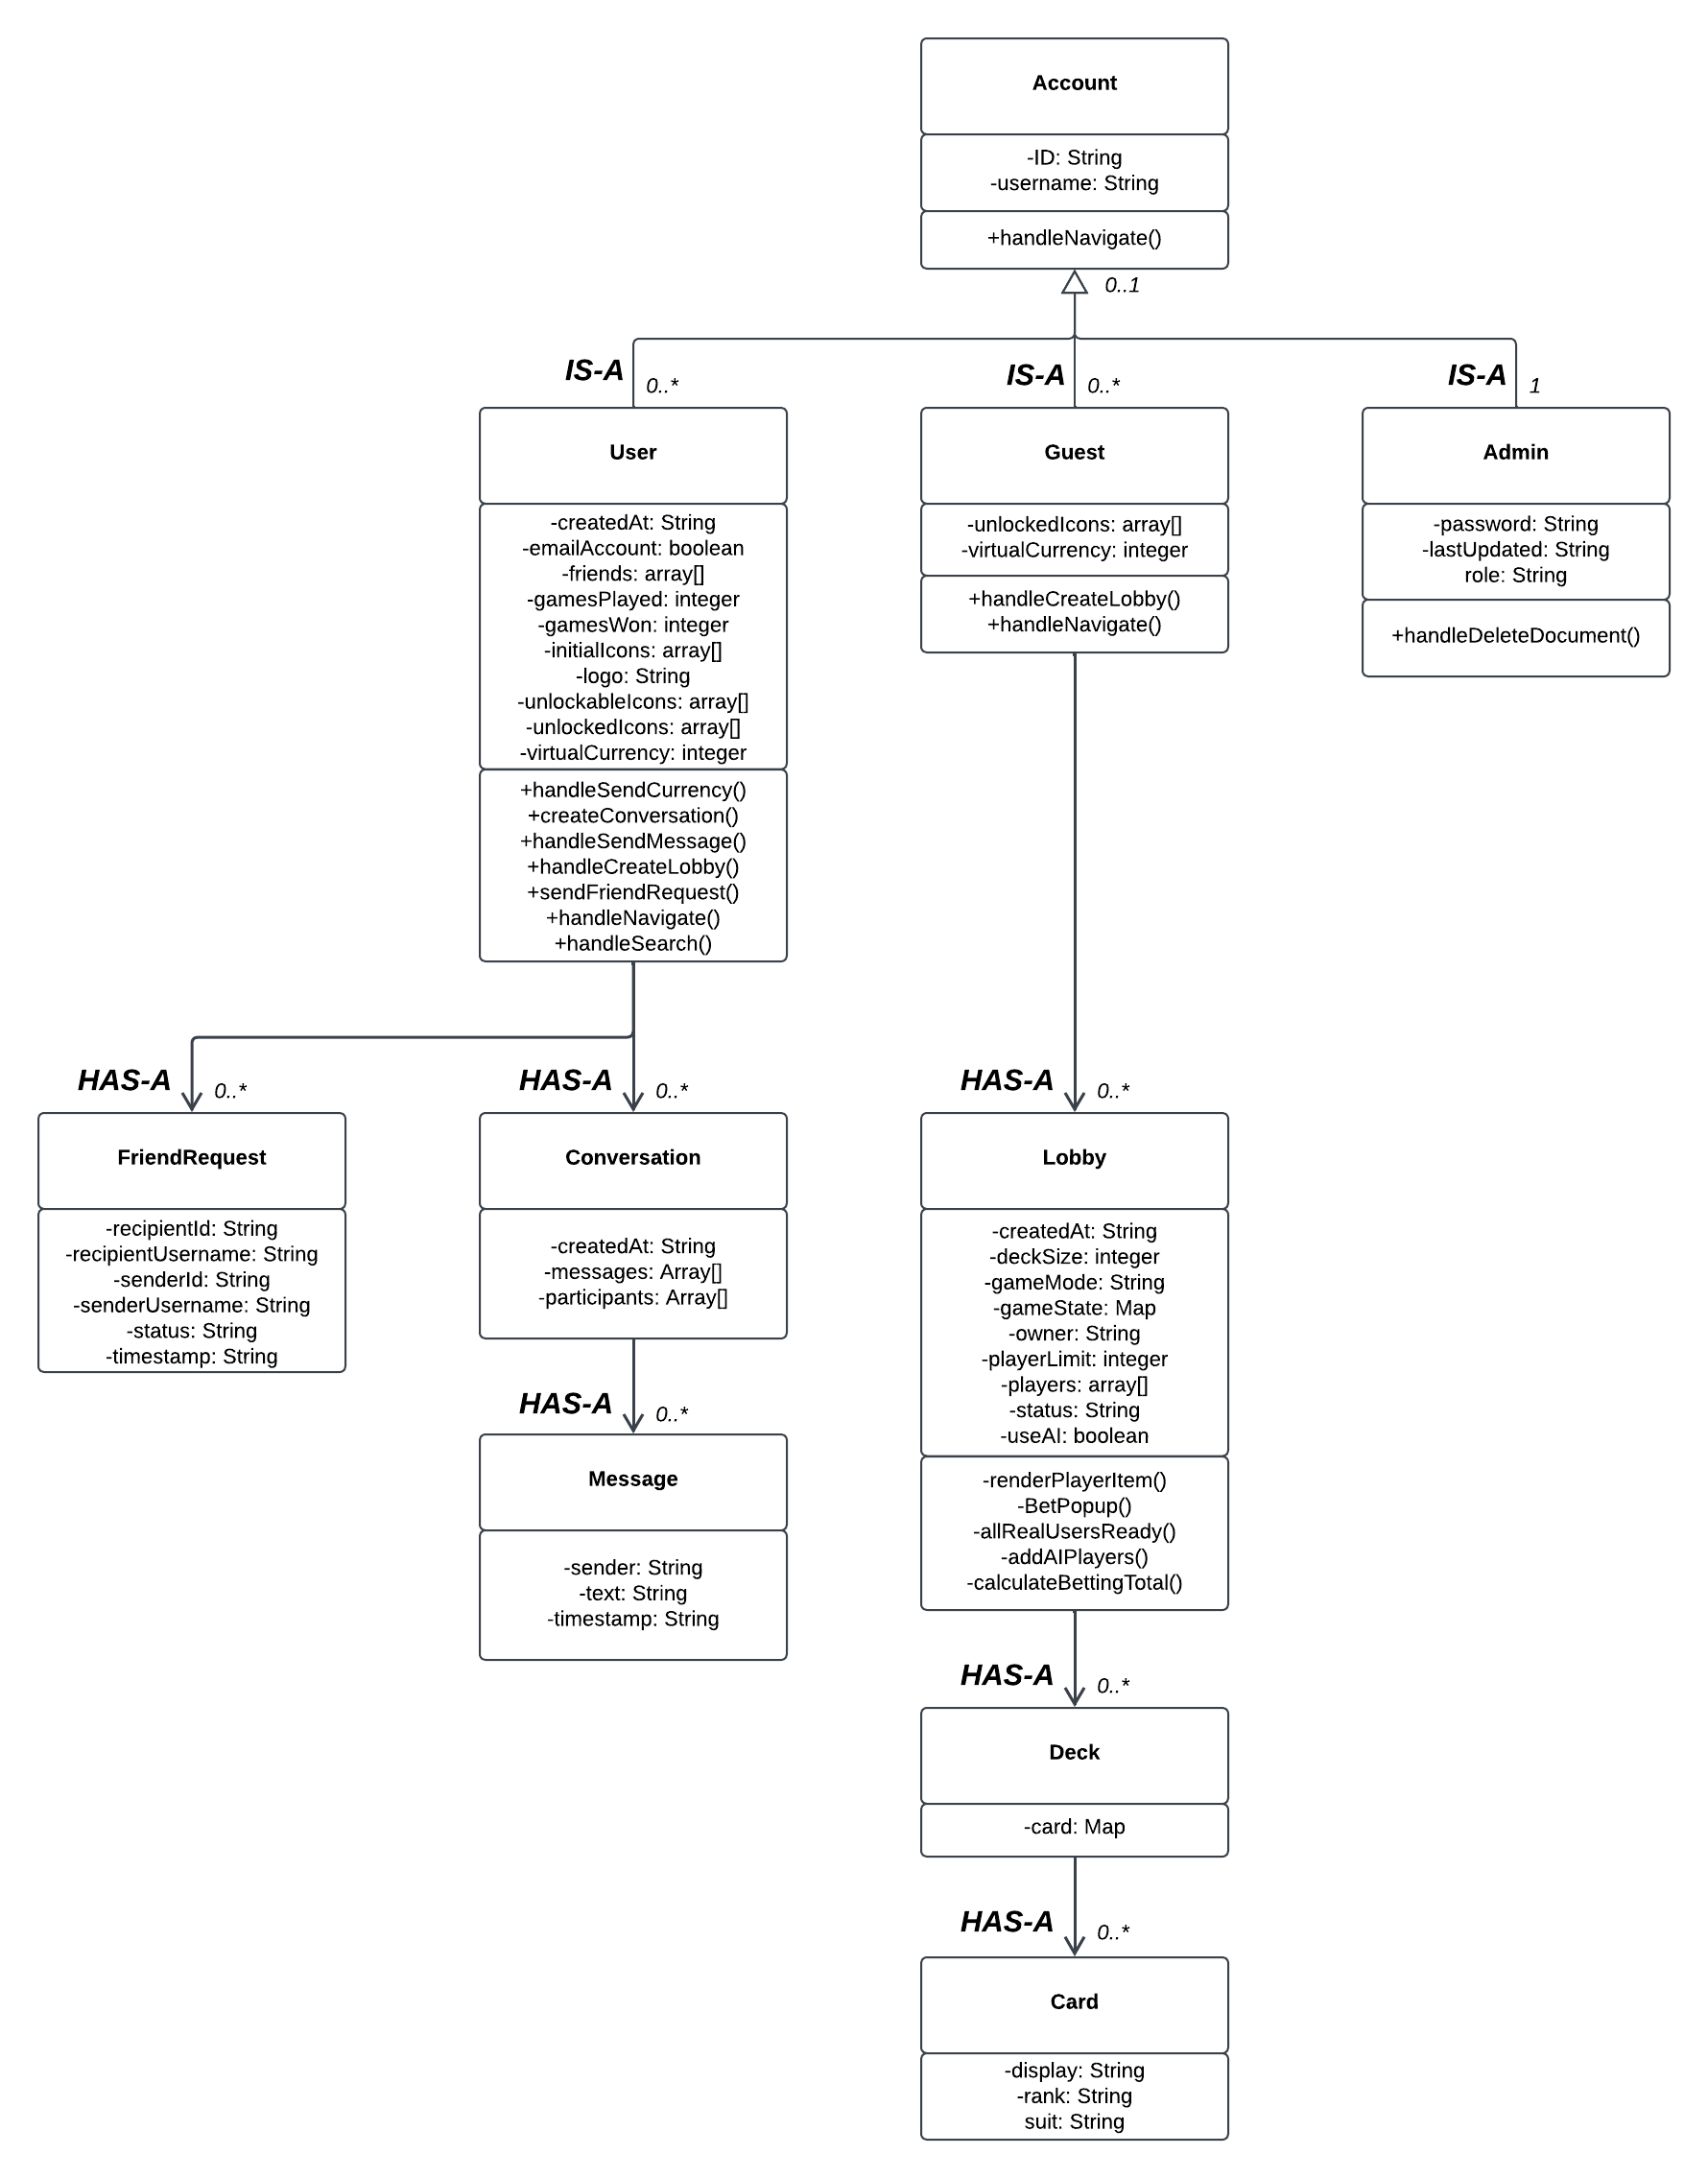 Account
-ID: String
-username: String
+handleNavigate()
0..1
IS-A
0..*
IS-A
0..*
IS-A
1
User
-createdAt: String
-emailAccount: boolean
-friends: array[]
-gamesPlayed: integer
-gamesWon: integer
-initialIcons: array[]
-logo: String
-unlockableIcons: array[]
-unlockedIcons: array[]
-virtualCurrency: integer
+handleSendCurrency()
+createConversation()
+handleSendMessage()
+handleCreateLobby()
+sendFriendRequest()
+handleNavigate()
+handleSearch()
Guest
-unlockedIcons: array[]
-virtualCurrency: integer
+handleCreateLobby()
+handleNavigate()
Admin
-password: String
-lastUpdated: String
role: String
+handleDeleteDocument()
HAS-A
0..*
HAS-A
0..*
HAS-A
0..*
FriendRequest
-recipientId: String
-recipientUsername: String
-senderId: String
-senderUsername: String
-status: String
-timestamp: String
Conversation
-createdAt: String
-messages: Array[]
-participants: Array[]
HAS-A
0..*
Message
-sender: String
-text: String
-timestamp: String
Lobby
-createdAt: String
-deckSize: integer
-gameMode: String
-gameState: Map
-owner: String
-playerLimit: integer
-players: array[]
-status: String
-useAI: boolean
-renderPlayerItem()
-BetPopup()
-allRealUsersReady()
-addAIPlayers()
-calculateBettingTotal()
HAS-A
0..*
Deck
-card: Map
HAS-A
0..*
Card
-display: String
-rank: String
suit: String